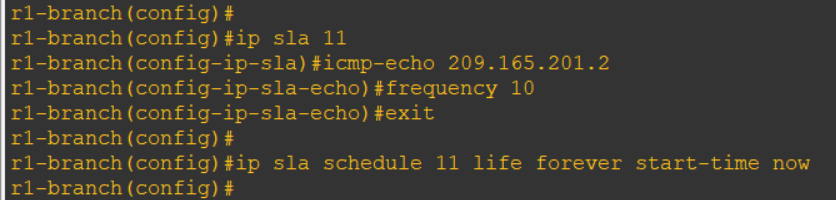 r1-branch(config)#
r1-branch(config)#ip sla 11
r1-branch(config-ip-sla)#icmp-echo 209.165.201.2
r1-branch(config-ip-sla-echo)#frequency 10
r1-branch(config-ip-sla-echo)#exit
r1-branch(config)#
r1-branch(config)#ip sla schedule 11 life forever start-time now
r1-branch(config)#